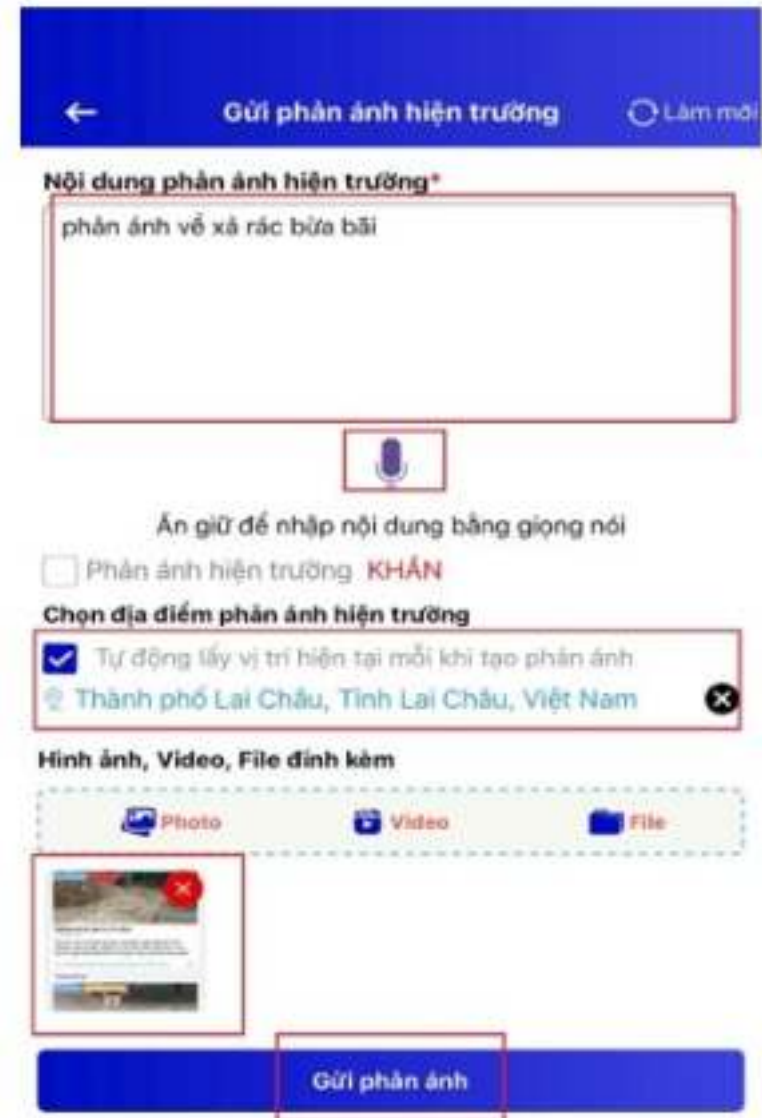 Gửi phản ánh hiện trường
Làm mới
Nội dung phản ánh hiện trường*
phản ánh về xả rác bừa bãi
Ấn giữ để nhập nội dung bằng giọng nói
Phản ánh hiện trường KHẨN
Chọn địa điểm phản ánh hiện trường
Tự động lấy vị trí hiện tại mỗi khi tạo phản ánh
Thành phố Lai Châu, Tỉnh Lai Châu, Việt Nam
Hình ảnh, Video, File đính kèm
Photo Video File
Gửi phản ánh